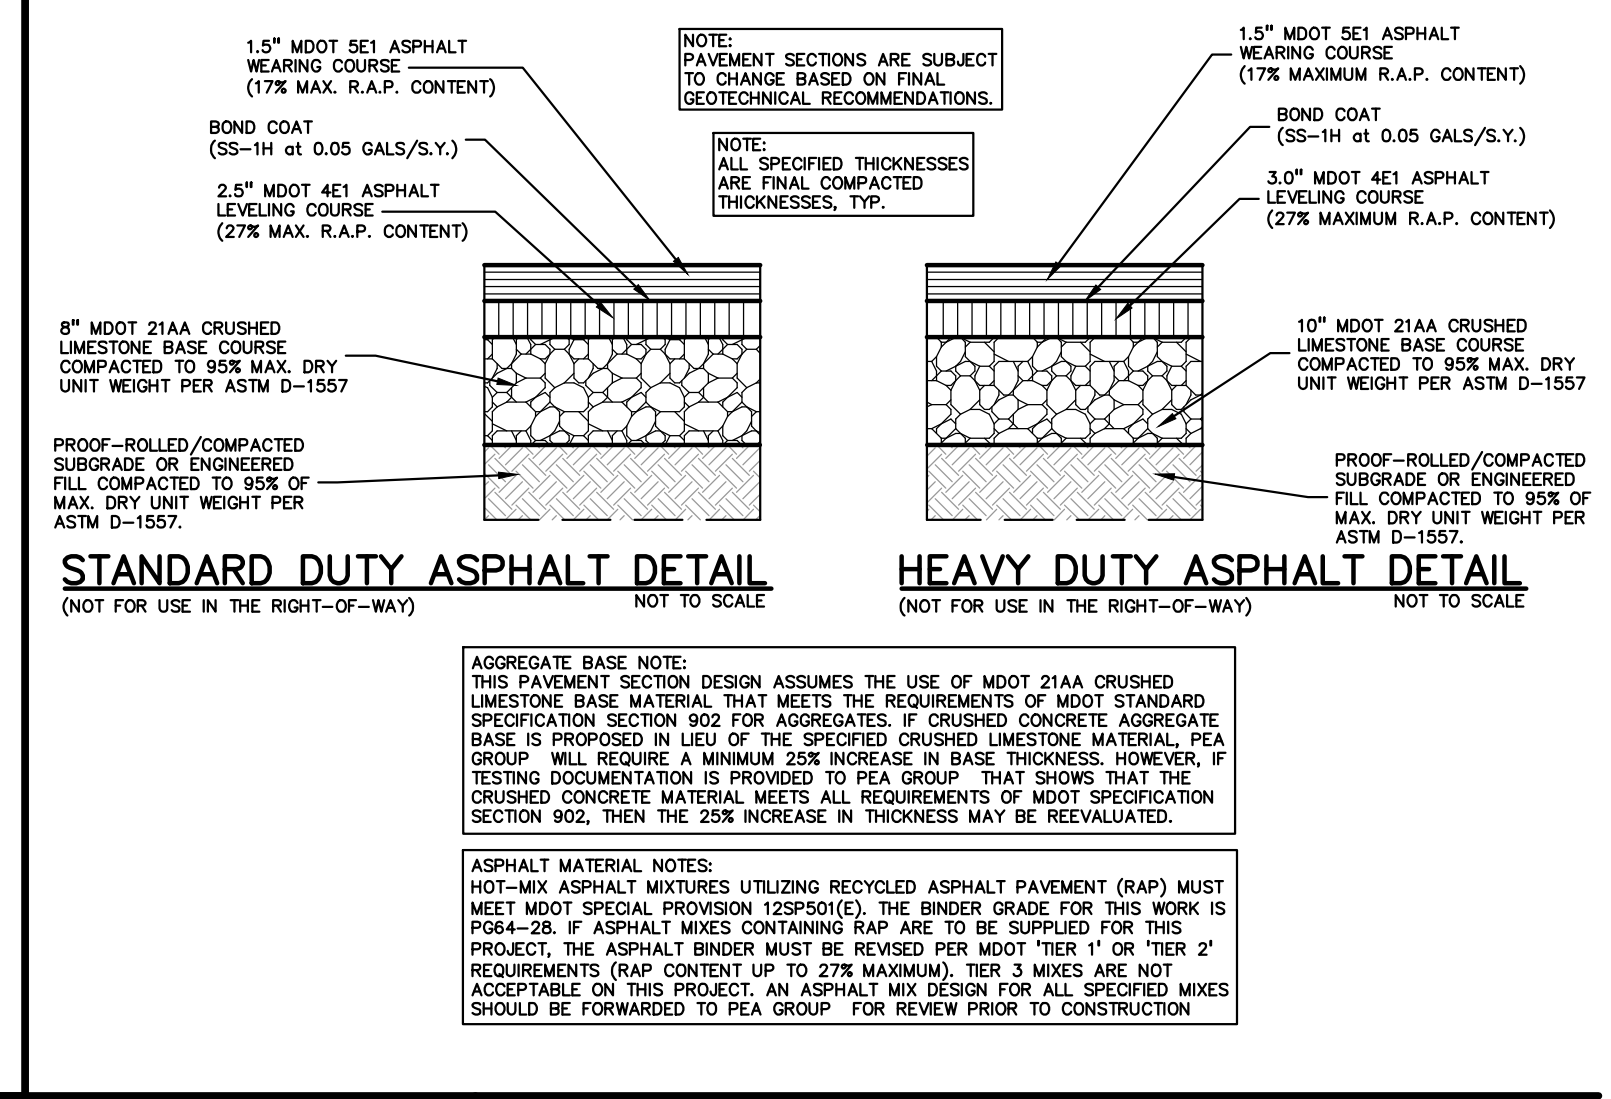 1.5" MDOT 5E1 ASPHALT
WEARING COURSE
(17% MAX. R.A.P. CONTENT)
BOND COAT
(SS-1H at 0.05 GALS/S.Y.)
2.5" MDOT 4E1 ASPHALT
LEVELING COURSE
(27% MAX. R.A.P. CONTENT)
8" MDOT 21AA CRUSHED
LIMESTONE BASE COURSE
COMPACTED TO 95% MAX. DRY
UNIT WEIGHT PER ASTM D-1557
PROOF-ROLLED/COMPACTED
SUBGRADE OR ENGINEERED
FILL COMPACTED TO 95% OF
MAX. DRY UNIT WEIGHT PER
ASTM D-1557.
STANDARD DUTY ASPHALT DETAIL
(NOT FOR USE IN THE RIGHT-OF-WAY)
NOT TO SCALE
NOTE:
PAVEMENT SECTIONS ARE SUBJECT
TO CHANGE BASED ON FINAL
GEOTECHNICAL RECOMMENDATIONS.
NOTE:
ALL SPECIFIED THICKNESSES
ARE FINAL COMPACTED
THICKNESSES, TYP.
1.5" MDOT 5E1 ASPHALT
WEARING COURSE
(17% MAXIMUM R.A.P. CONTENT)
BOND COAT
(SS-1H at 0.05 GALS/S.Y.)
3.0" MDOT 4E1 ASPHALT
LEVELING COURSE
(27% MAXIMUM R.A.P. CONTENT)
10" MDOT 21AA CRUSHED
LIMESTONE BASE COURSE
COMPACTED TO 95% MAX. DRY
UNIT WEIGHT PER ASTM D-1557
PROOF-ROLLED/COMPACTED
SUBGRADE OR ENGINEERED
FILL COMPACTED TO 95% OF
MAX. DRY UNIT WEIGHT PER
ASTM D-1557.
HEAVY DUTY ASPHALT DETAIL
(NOT FOR USE IN THE RIGHT-OF-WAY)
NOT TO SCALE
AGGREGATE BASE NOTE:
THIS PAVEMENT SECTION DESIGN ASSUMES THE USE OF MDOT 21AA CRUSHED
LIMESTONE BASE MATERIAL THAT MEETS THE REQUIREMENTS OF MDOT STANDARD
SPECIFICATION SECTION 902 FOR AGGREGATES. IF CRUSHED CONCRETE AGGREGATE
BASE IS PROPOSED IN LIEU OF THE SPECIFIED CRUSHED LIMESTONE MATERIAL, PEA
GROUP WILL REQUIRE A MINIMUM 25% INCREASE IN BASE THICKNESS. HOWEVER, IF
TESTING DOCUMENTATION IS PROVIDED TO PEA GROUP THAT SHOWS THAT THE
CRUSHED CONCRETE MATERIAL MEETS ALL REQUIREMENTS OF MDOT SPECIFICATION
SECTION 902, THEN THE 25% INCREASE IN THICKNESS MAY BE REEVALUATED.
ASPHALT MATERIAL NOTES:
HOT-MIX ASPHALT MIXTURES UTILIZING RECYCLED ASPHALT PAVEMENT (RAP) MUST
MEET MDOT SPECIAL PROVISION 12SP501(E). THE BINDER GRADE FOR THIS WORK IS
PG64-28. IF ASPHALT MIXES CONTAINING RAP ARE TO BE SUPPLIED FOR THIS
PROJECT, THE ASPHALT BINDER MUST BE REVISED PER MDOT 'TIER 1' OR 'TIER 2'
REQUIREMENTS (RAP CONTENT UP TO 27% MAXIMUM). TIER 3 MIXES ARE NOT
ACCEPTABLE ON THIS PROJECT. AN ASPHALT MIX DESIGN FOR ALL SPECIFIED MIXES
SHOULD BE FORWARDED TO PEA GROUP FOR REVIEW PRIOR TO CONSTRUCTION